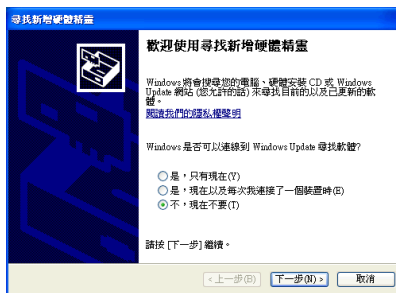 尋找新增硬體精靈
歡迎使用尋找新增硬體精靈
Windows 將會搜尋您的電腦、硬體安裝 CD 或 Windows
Update 網站 (您允許的話) 來尋找目前的以及已更新的軟
體。
閱讀我們的隱私權聲明
Windows 是否可以連線到 Windows Update 尋找軟體?
是，只有現在(Y)
是，現在以及每次我連接了一個裝置時(E)
不，現在不要(T)
請按 [下一步] 繼續。
< 上一步(B)
下一步(N) >
取消